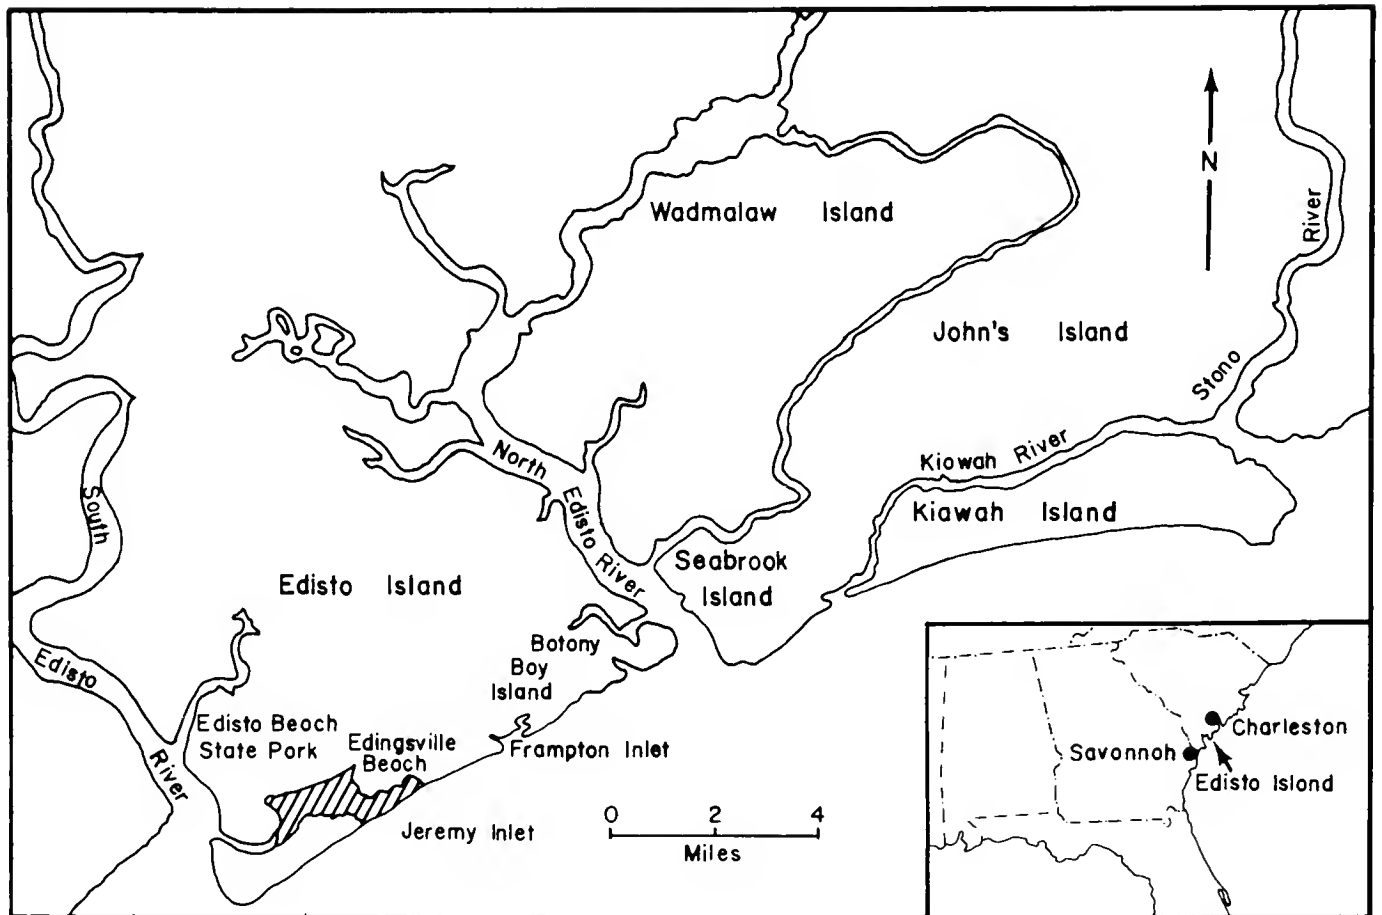 Wadmalaw Island
N
River
John's Island
Stono
Kiowah River
Kiawah Island
North
Edisto River
South
Seabrook
Island
Edisto Island
Botony
Boy
Island
Edisto
River
Edisto Beach
State Pork
Edingsville
Beach
Frampton Inlet
Jeremy Inlet
0 2 4
Miles
Charleston
Savonnoh
Edisto Island